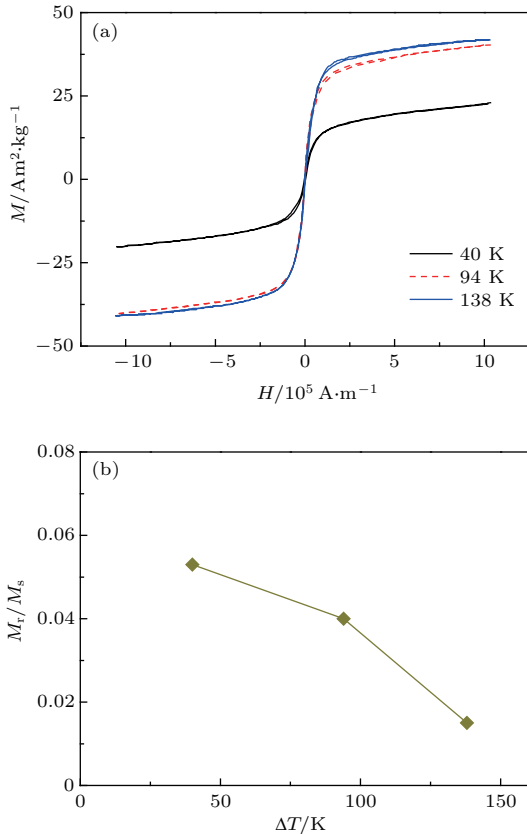 (a)
50
25
0
−25
−50
M/Am²·kg⁻¹
40 K
94 K
138 K
−10 −5 0 5 10
H/10⁵ A·m⁻¹
(b)
0.08
0.06
0.04
0.02
0
Mr/Ms
0 50 100 150
ΔT/K